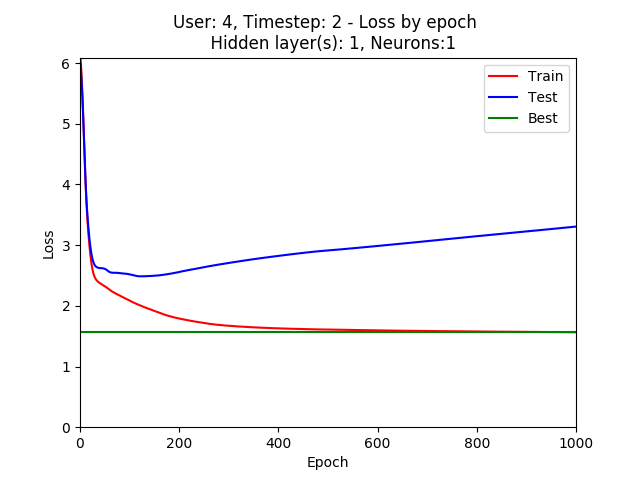 User: 4, Timestep: 2 - Loss by epoch
Hidden layer(s): 1, Neurons:1
Train
Test
Best
6
5
4
3
2
1
0
Loss
0 200 400 600 800 1000
Epoch